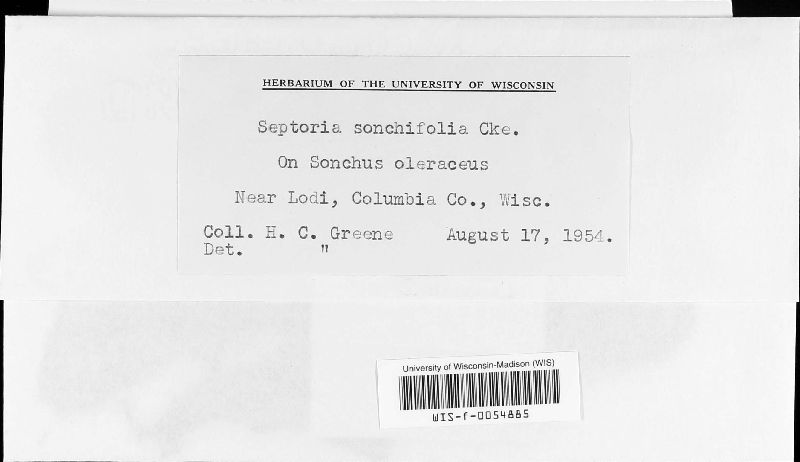 HERBARIUM OF THE UNIVERSITY OF WISCONSIN
Septoria sonchifolia Cke.
On Sonchus oleraceus
Near Lodi, Columbia Co., Wisc.
Coll. H. C. Greene August 17, 1954.
Det. "
University of Wisconsin-Madison (WIS)
WIS-f-0054885